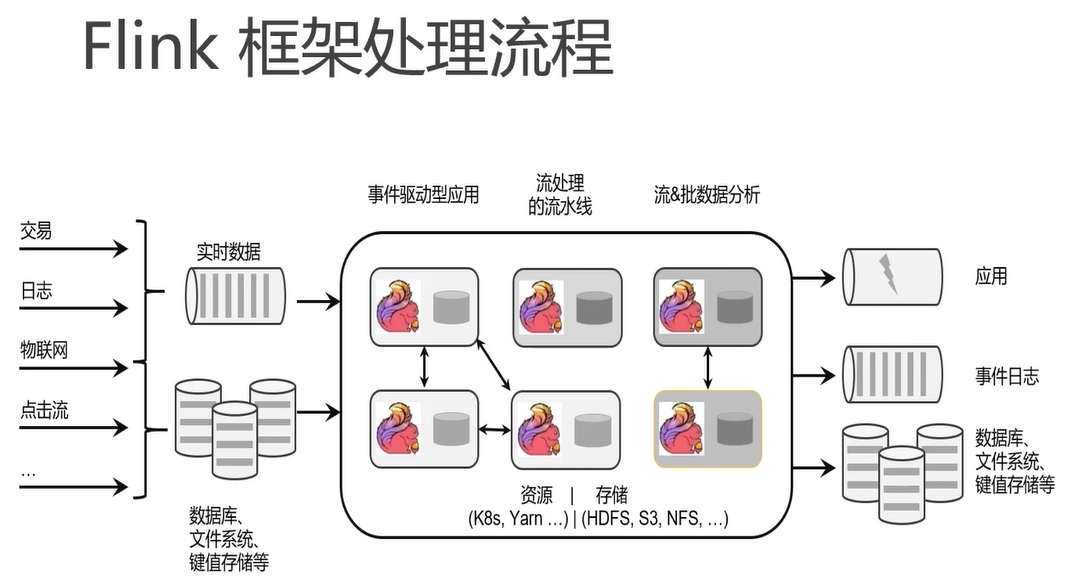 Flink 框架处理流程
事件驱动型应用
流处理
的流水线
流&批数据分析
交易
日志
物联网
点击流
...
实时数据
数据库、
文件系统、
键值存储等
资源 | 存储
(K8s, Yarn ...) | (HDFS, S3, NFS, ...)
应用
事件日志
数据库、
文件系统、
键值存储等